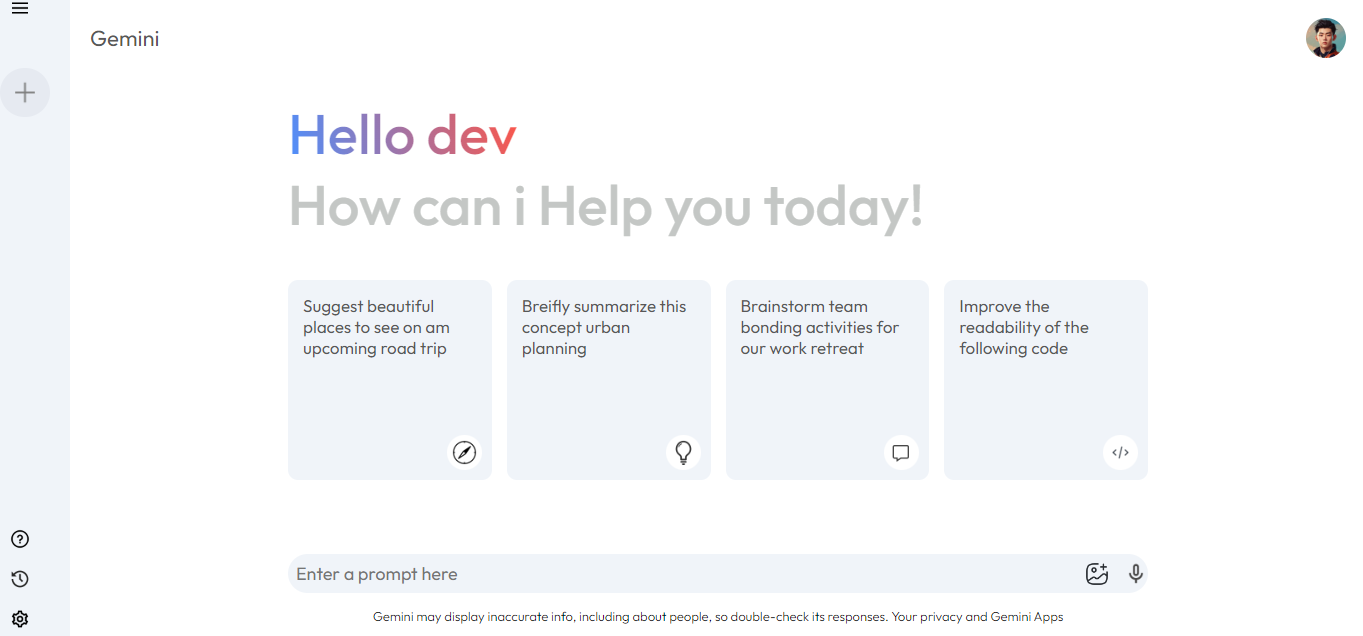 Gemini
Hello dev
How can i Help you today!
Suggest beautiful
places to see on am
upcoming road trip
Breifly summarize this
concept urban
planning
Brainstorm team
bonding activities for
our work retreat
Improve the
readability of the
following code
Enter a prompt here
Gemini may display inaccurate info, including about people, so double-check its responses. Your privacy and Gemini Apps